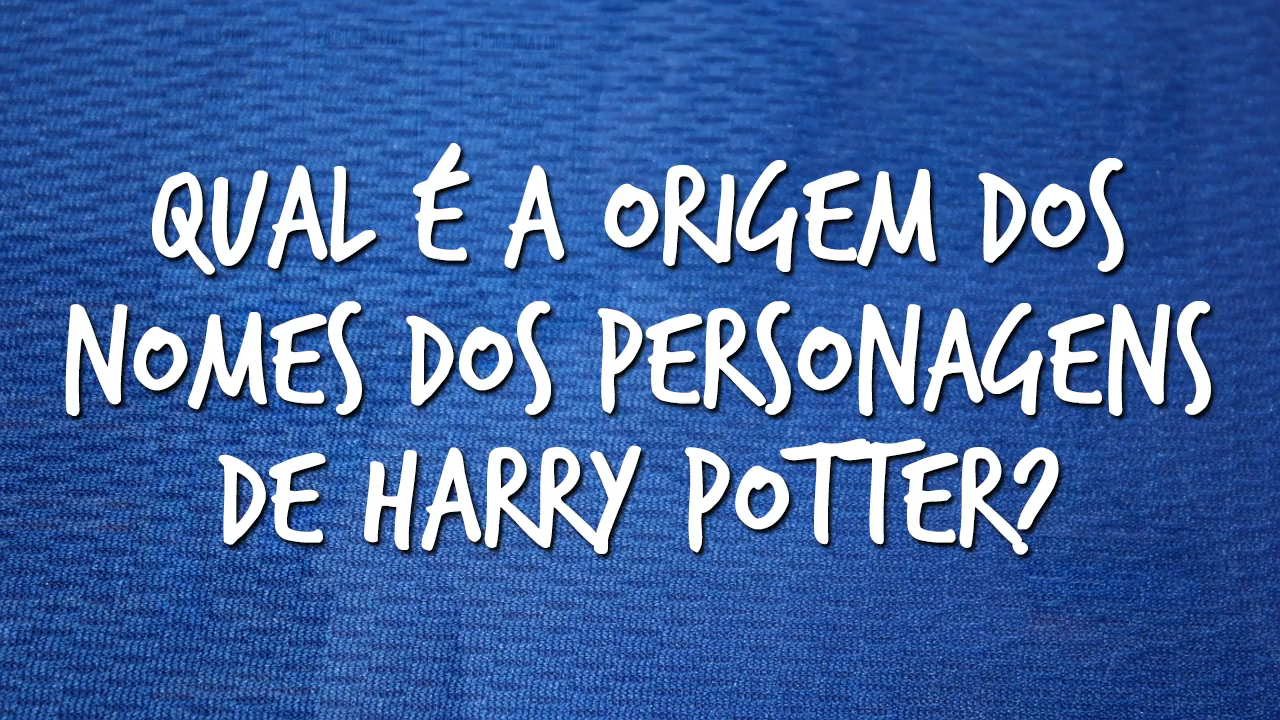 QUAL É A ORIGEM DOS
NOMES DOS PERSONAGENS
DE HARRY POTTER?